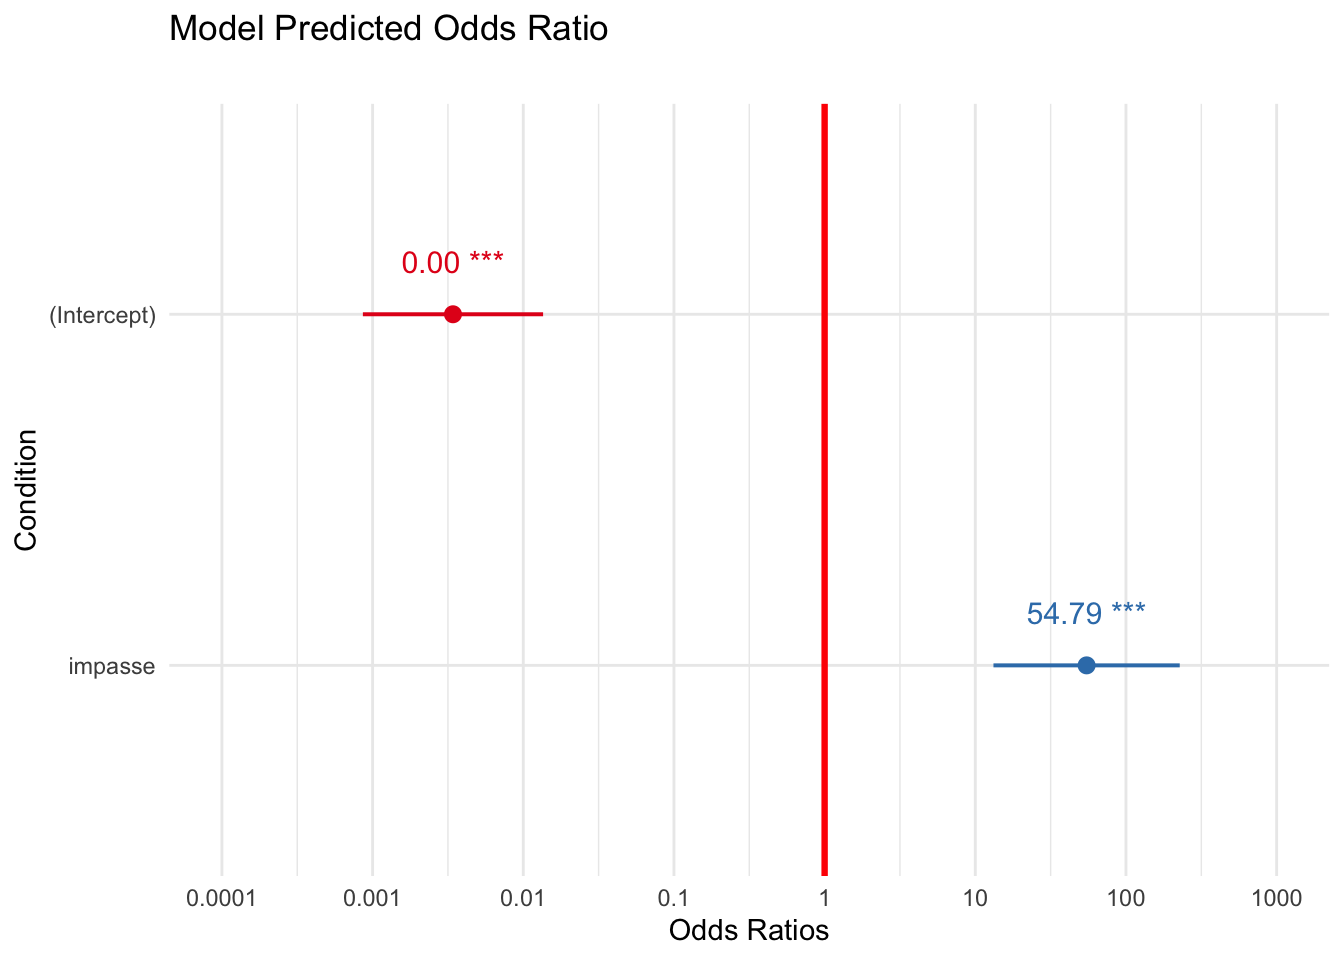 Model Predicted Odds Ratio
0.00 ***
(Intercept)
Condition
54.79 ***
impasse
0.0001 0.001 0.01 0.1 1 10 100 1000
Odds Ratios